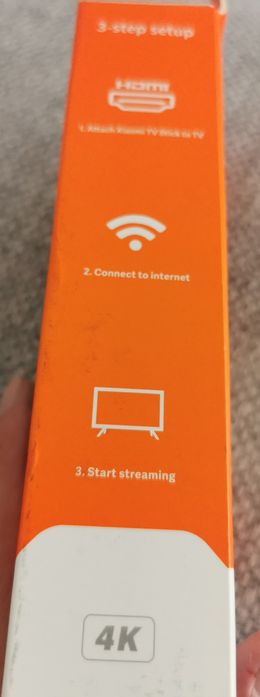 3-step setup
HDMI
1. Attach Xiaomi TV Stick to TV
2. Connect to internet
3. Start streaming
4K